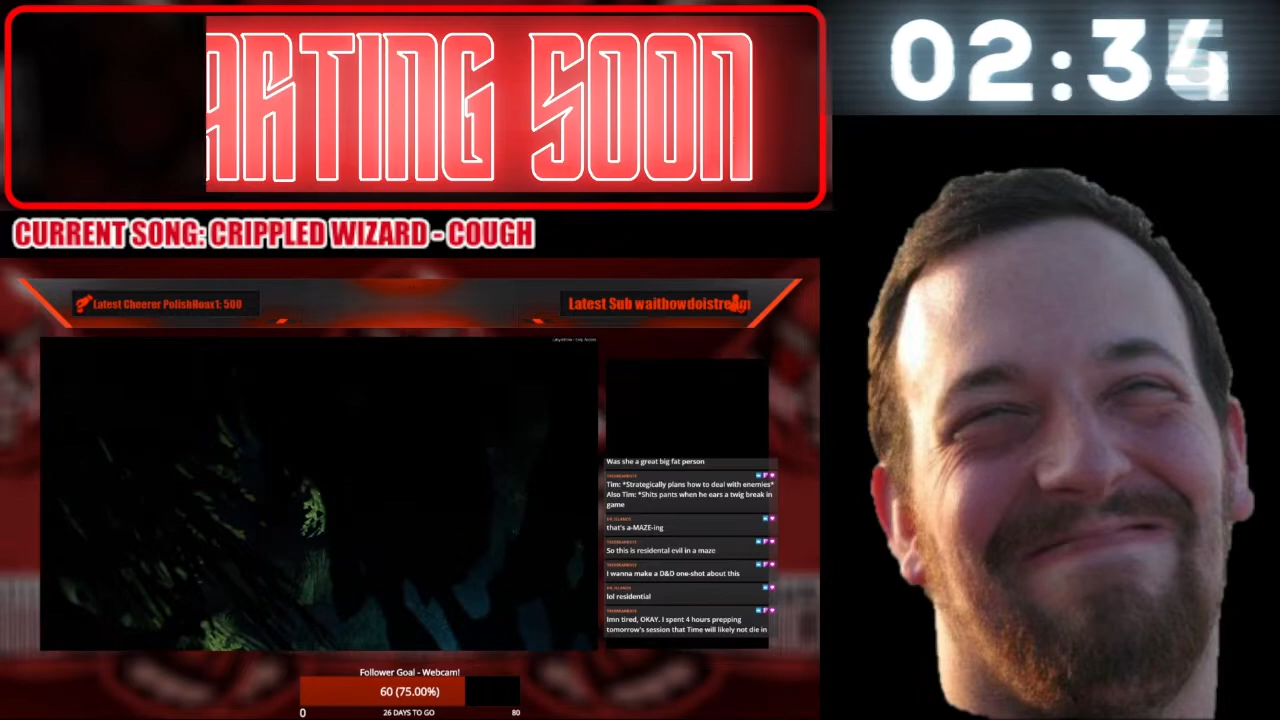 ARTING SOON
02:34
CURRENT SONG: CRIPPLED WIZARD - COUGH
Latest Cheerer PolishHoax1: 500
Latest Sub waithowdoistream
Was she a great big fat person
Tim: *Strategically plans how to deal with enemies*
Also Tim: *Shits pants when he ears a twig break in
game
that's a-MAZE-ing
So this is residental evil in a maze
I wanna make a D&D one-shot about this
lol residential
Imn tired, OKAY. I spent 4 hours prepping
tomorrow's session that Time will likely not die in
Follower Goal - Webcam!
60 (75.00%)
0
26 DAYS TO GO
80